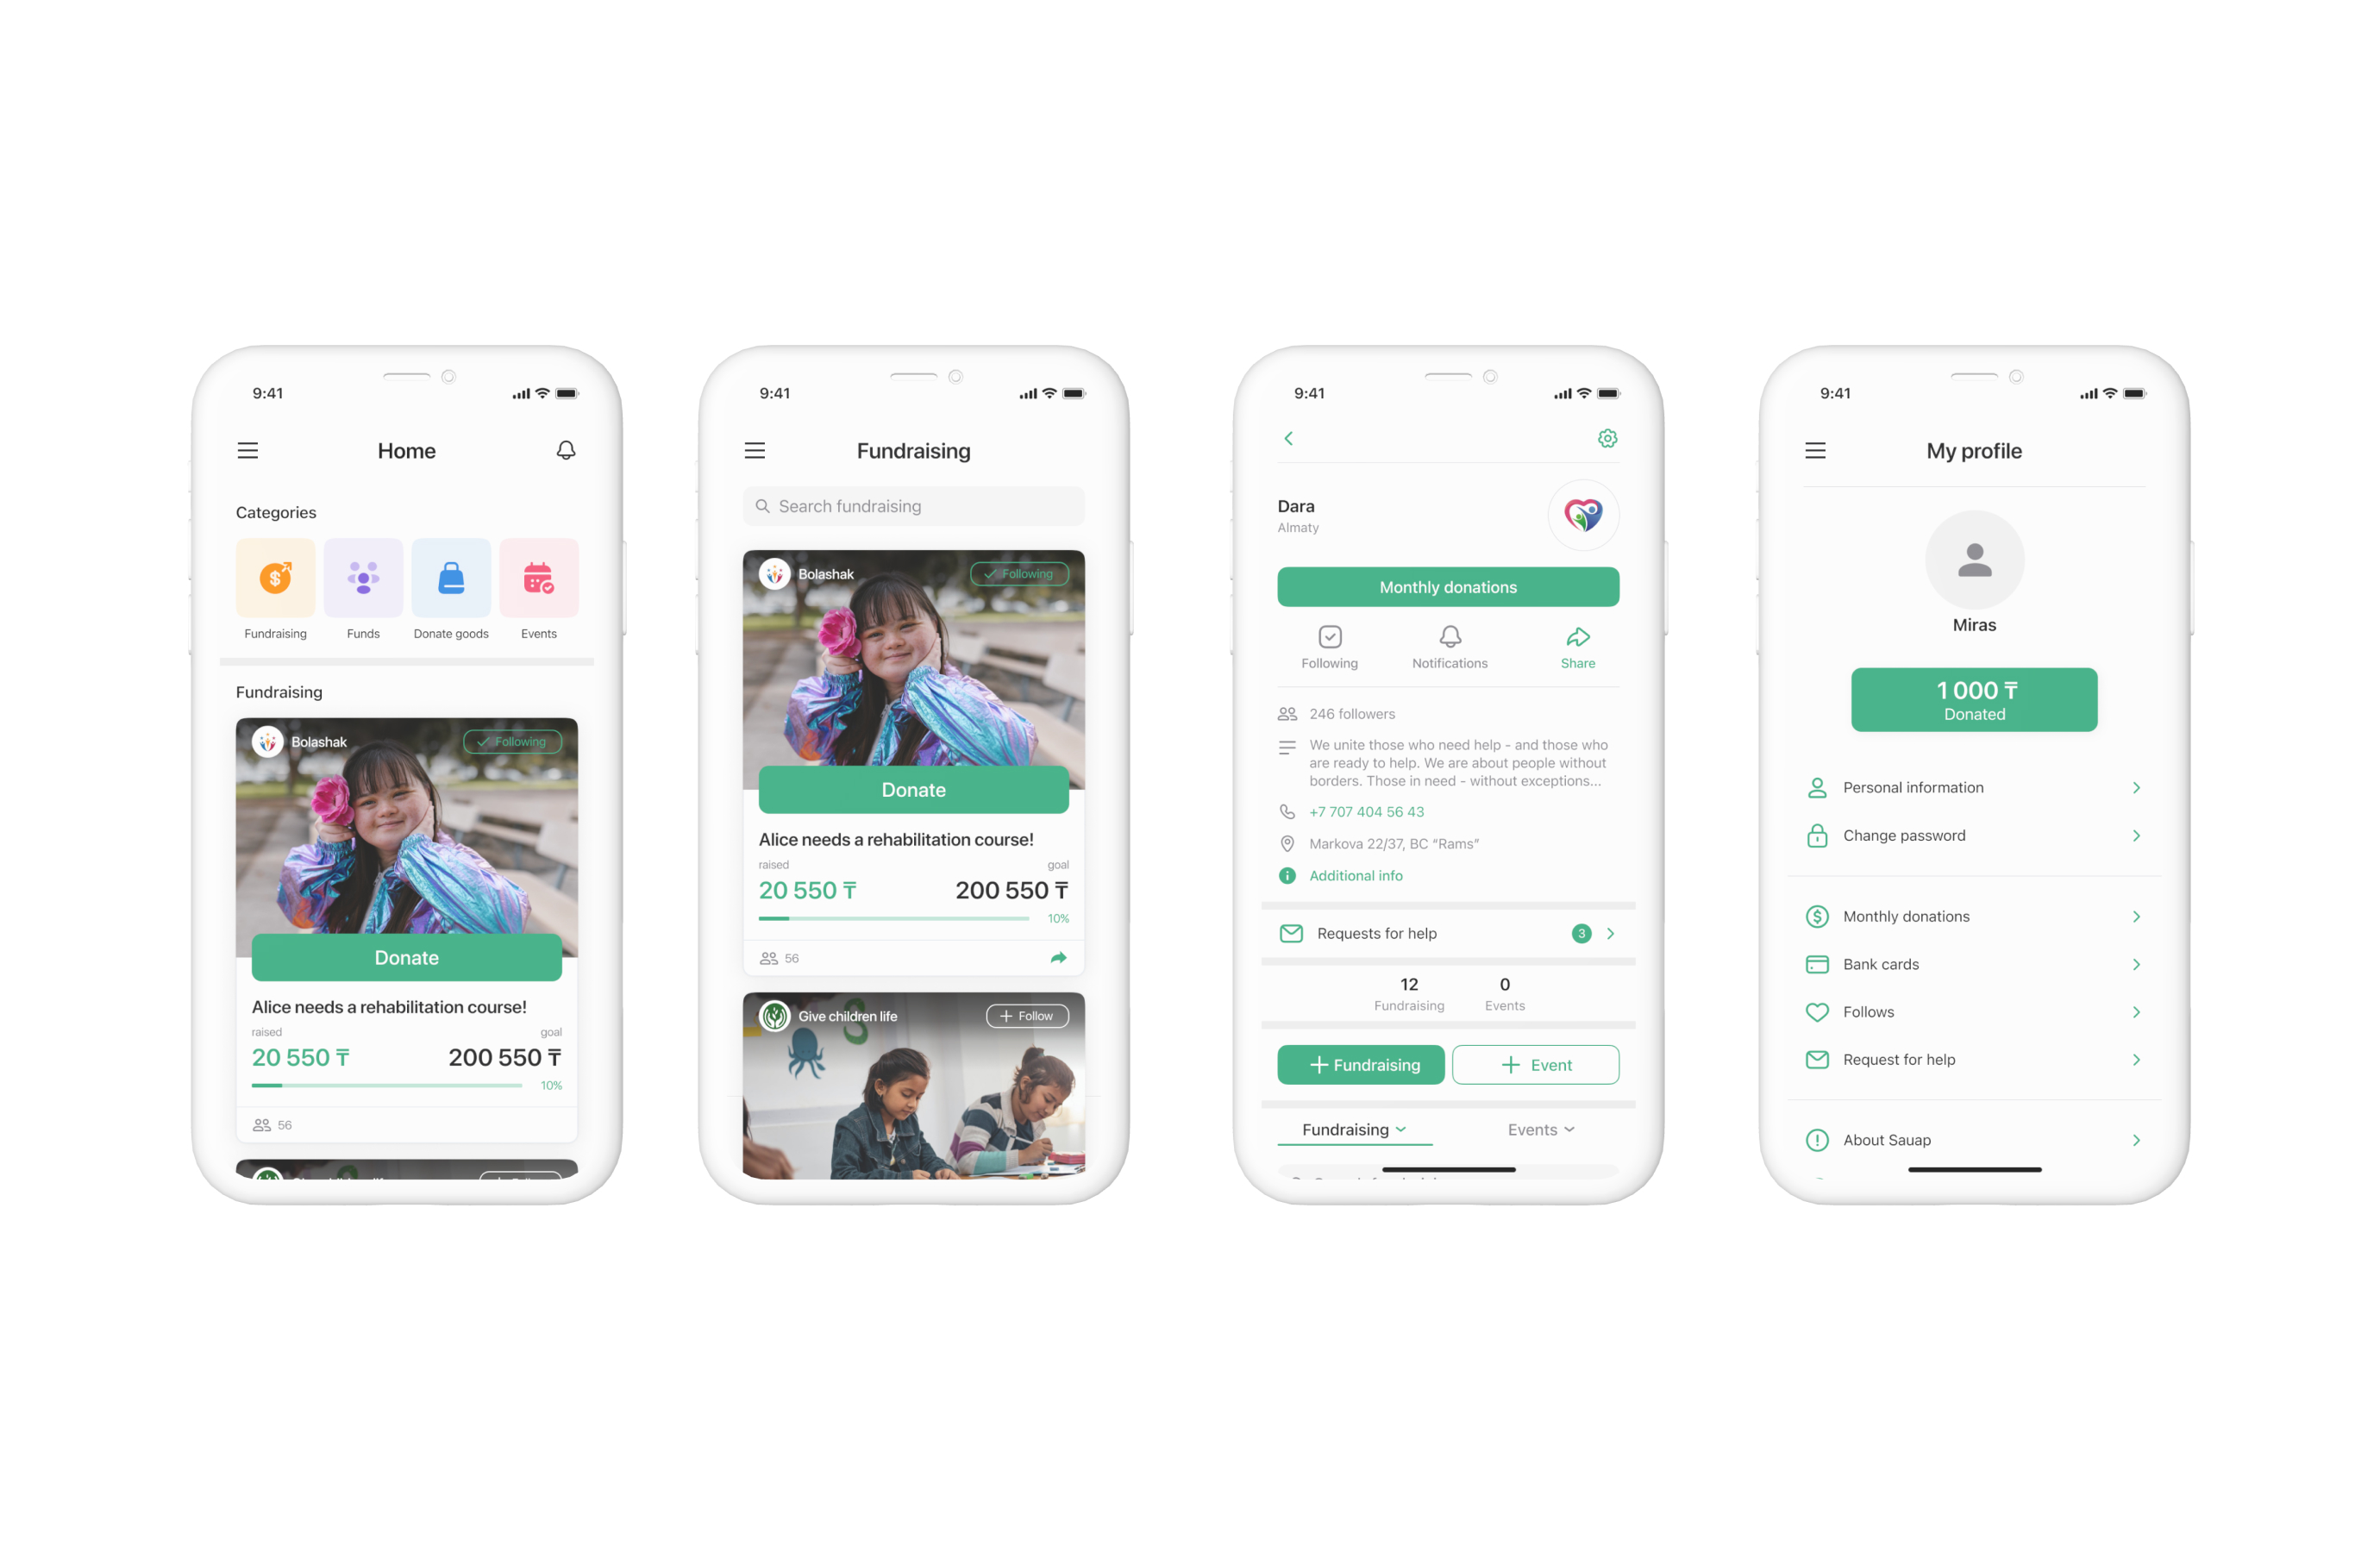 9:41
Home
Categories
Fundraising
Funds
Donate goods
Events
Fundraising
Bolashak
Following
Donate
Alice needs a rehabilitation course!
raised
goal
20 550 ₸
200 550 ₸
10%
56
9:41
Fundraising
Search fundraising
Bolashak
Following
Donate
Alice needs a rehabilitation course!
raised
goal
20 550 ₸
200 550 ₸
10%
56
Give children life
Follow
9:41
Dara
Almaty
Monthly donations
Following
Notifications
Share
246 followers
We unite those who need help - and those who
are ready to help. We are about people without
borders. Those in need - without exceptions...
+7 707 404 56 43
Markova 22/37, BC “Rams”
Additional info
Requests for help
3
12
0
Fundraising
Events
+ Fundraising
+ Event
Fundraising
Events
9:41
My profile
Miras
1 000 ₸
Donated
Personal information
Change password
Monthly donations
Bank cards
Follows
Request for help
About Sauap